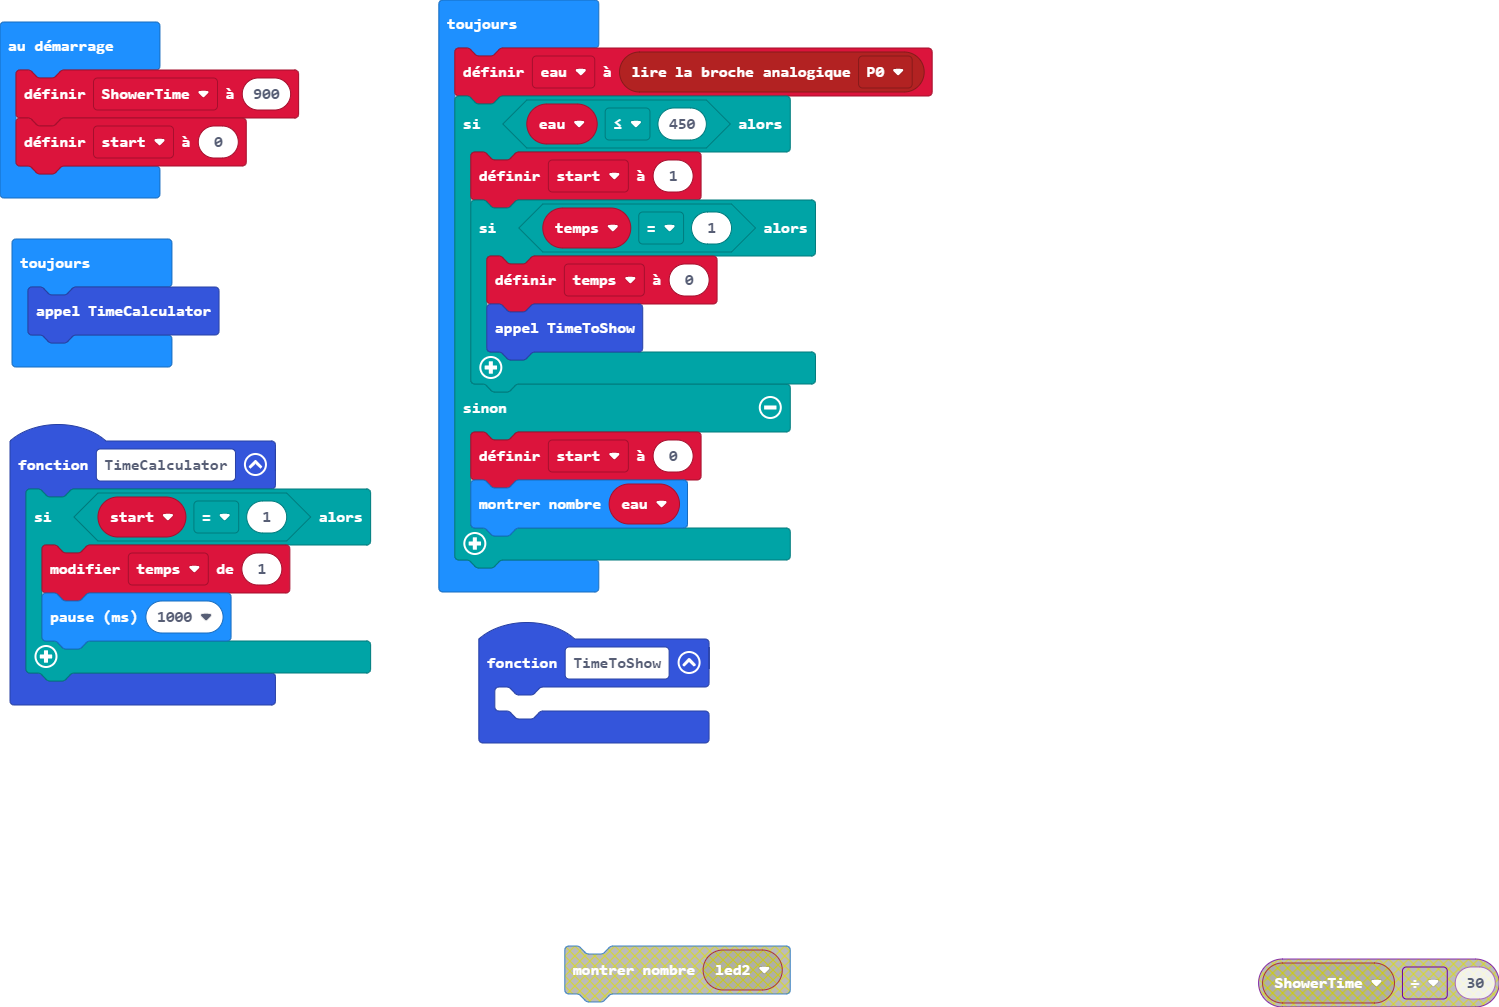 au démarrage
définir ShowerTime à 900
définir start à 0
toujours
appel TimeCalculator
fonction TimeCalculator
si start = 1 alors
modifier temps de 1
pause (ms) 1000
toujours
définir eau à lire la broche analogique P0
si eau ≤ 450 alors
définir start à 1
si temps = 1 alors
définir temps à 0
appel TimeToShow
sinon
définir start à 0
montrer nombre eau
fonction TimeToShow
montrer nombre led2
ShowerTime ÷ 30